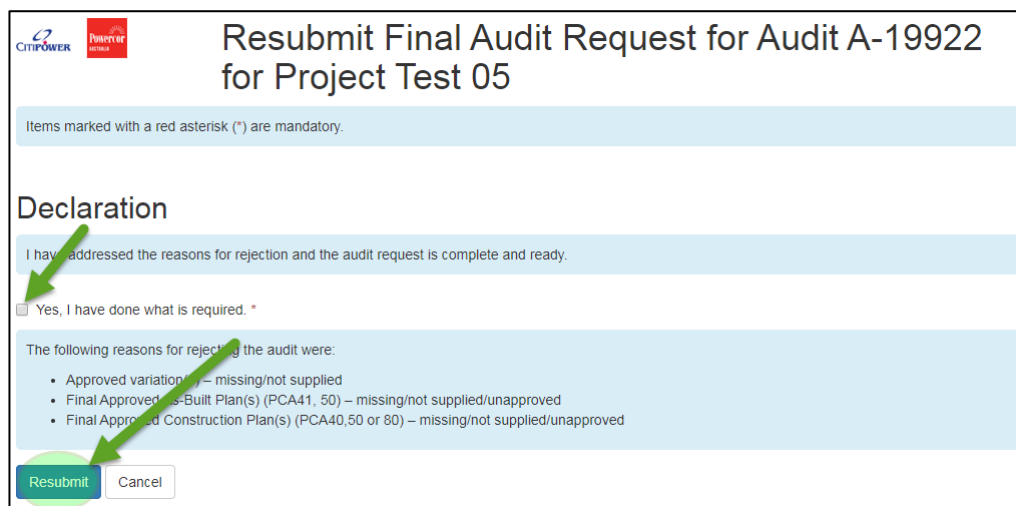 CITIPOWER
Powercor
AUSTRALIA
Resubmit Final Audit Request for Audit A-19922
for Project Test 05
Items marked with a red asterisk (*) are mandatory.
Declaration
I have addressed the reasons for rejection and the audit request is complete and ready.
Yes, I have done what is required. *
The following reasons for rejecting the audit were:
• Approved variation(s) – missing/not supplied
• Final Approved As-Built Plan(s) (PCA41, 50) – missing/not supplied/unapproved
• Final Approved Construction Plan(s) (PCA40,50 or 80) – missing/not supplied/unapproved
Resubmit Cancel